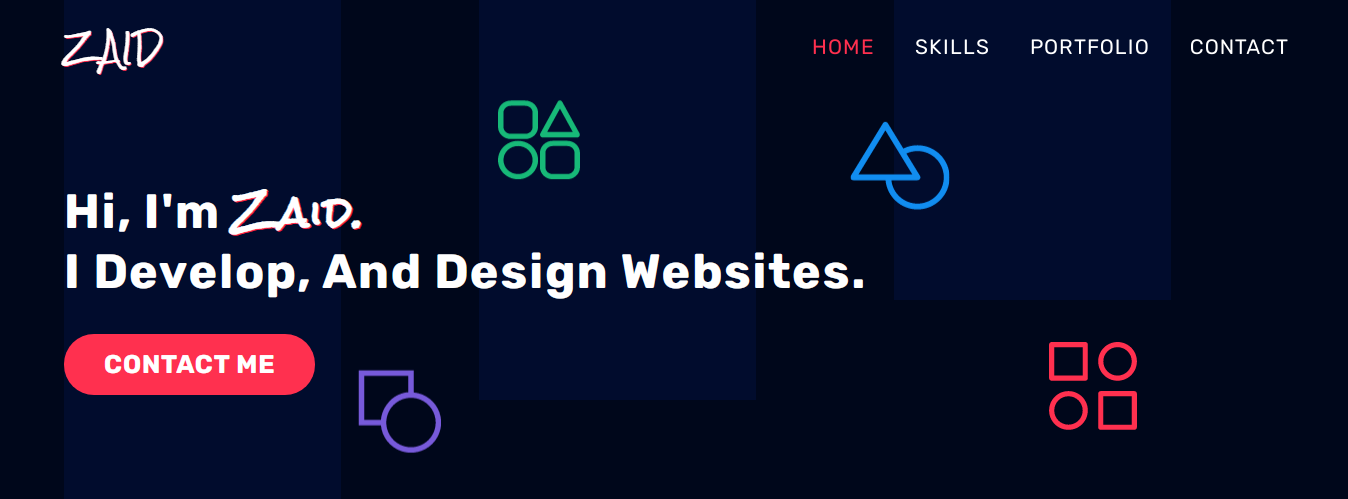 ZAID
HOME SKILLS PORTFOLIO CONTACT
Hi, I'm ZAID.
I Develop, And Design Websites.
CONTACT ME